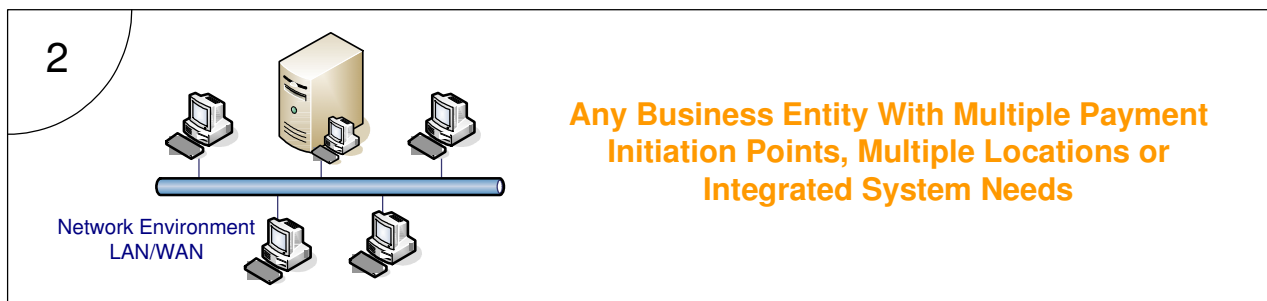 2
Any Business Entity With Multiple Payment
Initiation Points, Multiple Locations or
Integrated System Needs
Network Environment
LAN/WAN